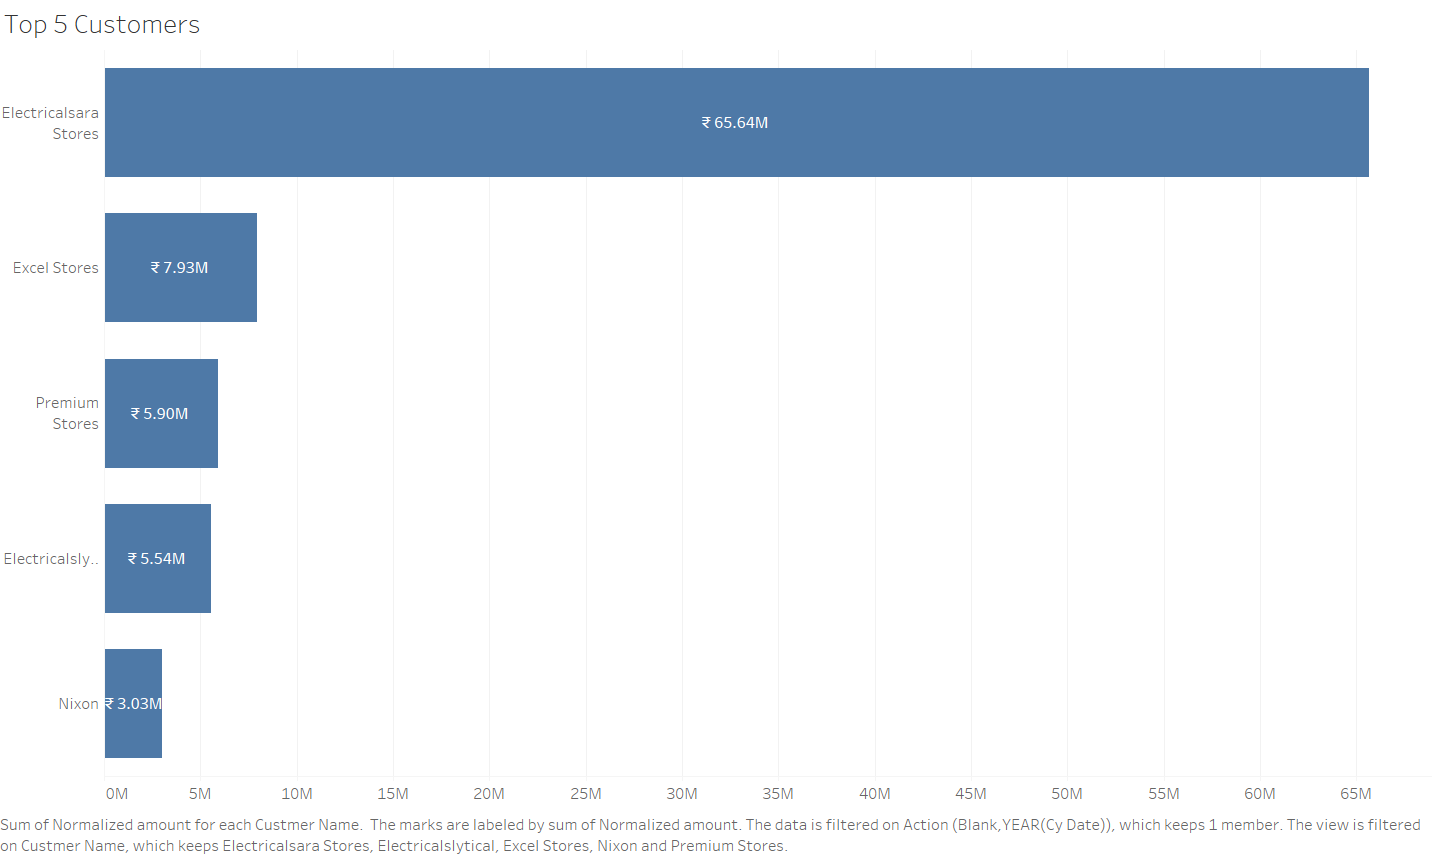 Top 5 Customers
Electricalsara
Stores
₹ 65.64M
Excel Stores
₹ 7.93M
Premium
Stores
₹ 5.90M
Electricalsly..
₹ 5.54M
Nixon
₹ 3.03M
0M 5M 10M 15M 20M 25M 30M 35M 40M 45M 50M 55M 60M 65M
Sum of Normalized amount for each Custmer Name.  The marks are labeled by sum of Normalized amount. The data is filtered on Action (Blank,YEAR(Cy Date)), which keeps 1 member. The view is filtered
on Custmer Name, which keeps Electricalsara Stores, Electricalslytical, Excel Stores, Nixon and Premium Stores.